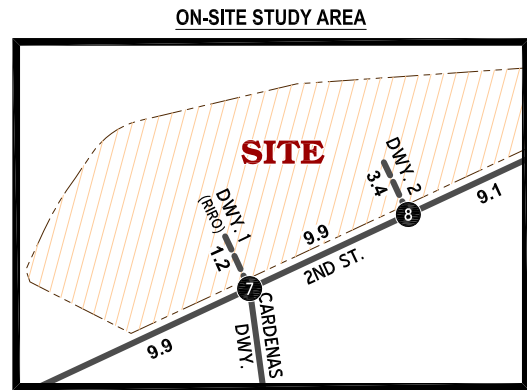 ON-SITE STUDY AREA
SITE
DWY. 2
3.4
8
9.1
DWY. 1
(RIRO)
1.2
9.9
2ND ST.
7
CARDENAS
DWY.
9.9